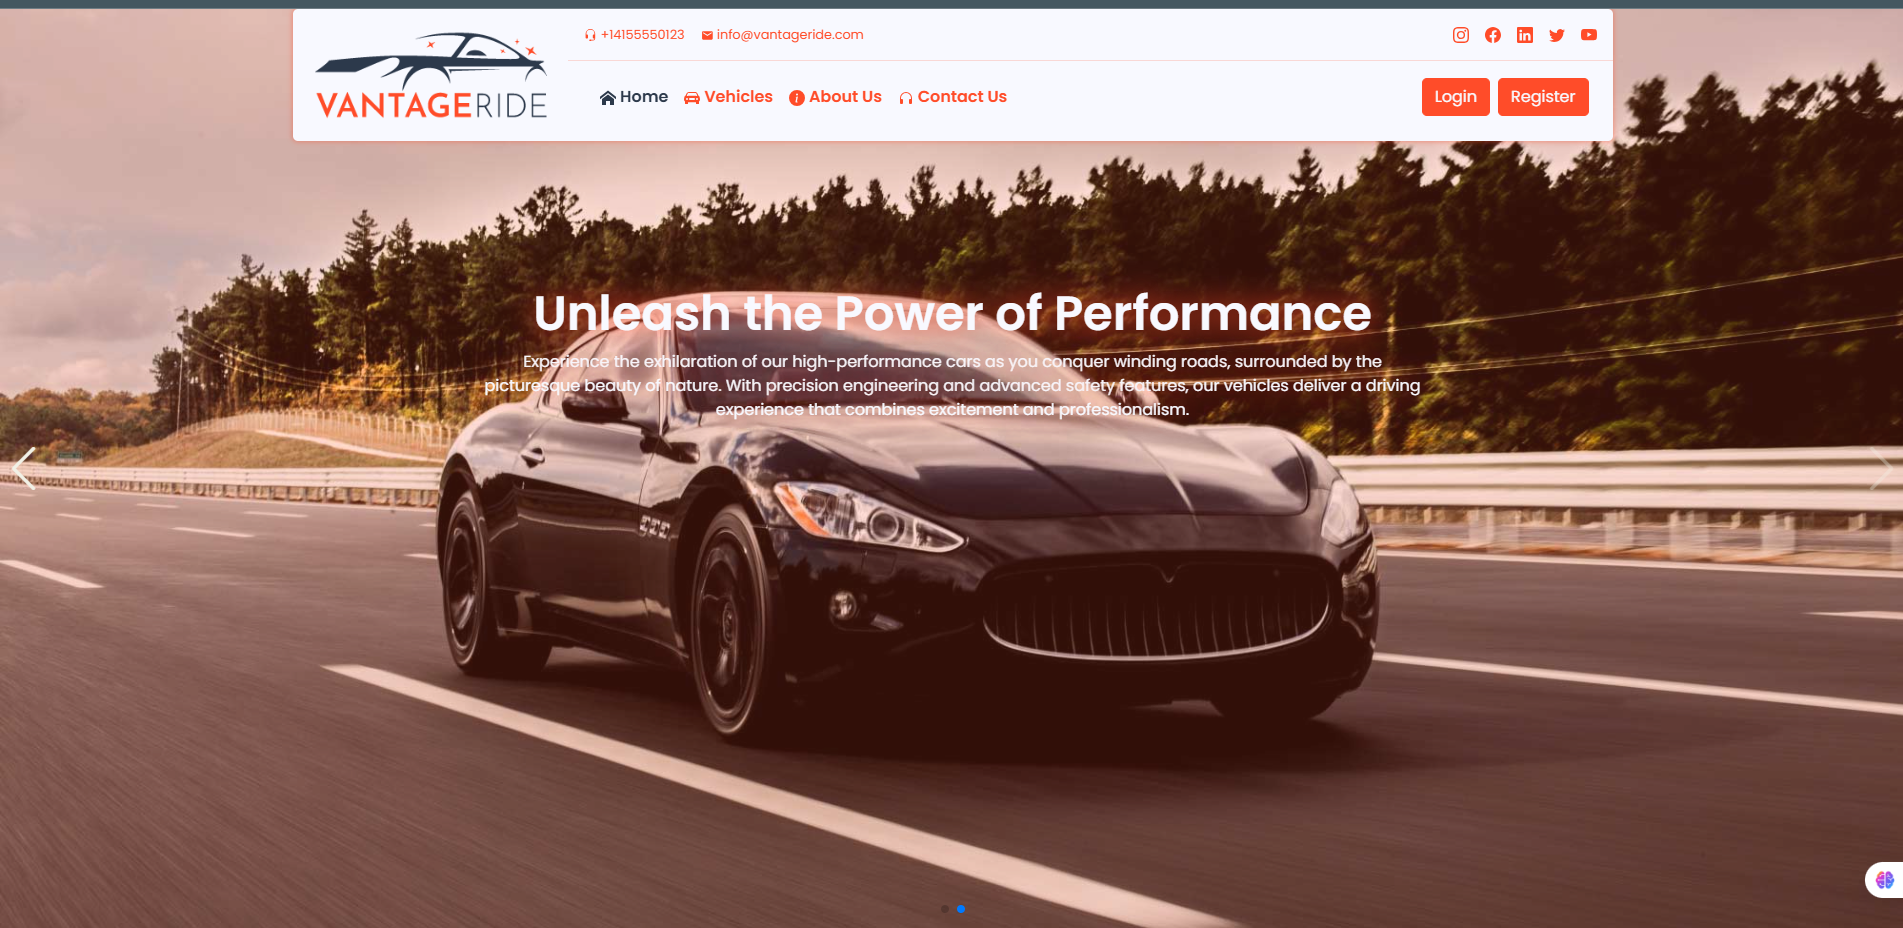 +14155550123 info@vantageride.com
VANTAGERIDE
Home Vehicles About Us Contact Us Login Register
Unleash the Power of Performance
Experience the exhilaration of our high-performance cars as you conquer winding roads, surrounded by the
picturesque beauty of nature. With precision engineering and advanced safety features, our vehicles deliver a driving
experience that combines excitement and professionalism.